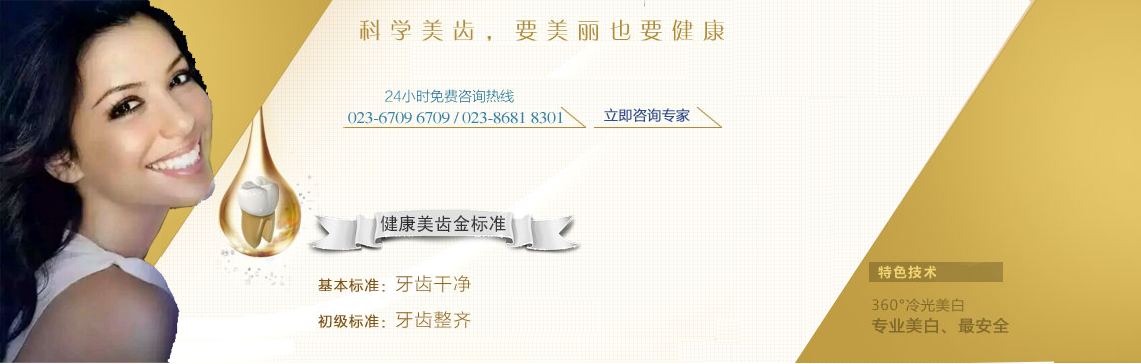 科学美齿，要美丽也要健康
24小时免费咨询热线
023-6709 6709 / 023-8681 8301
立即咨询专家
健康美齿金标准
基本标准：牙齿干净
初级标准：牙齿整齐
特色技术
360°冷光美白
专业美白、最安全